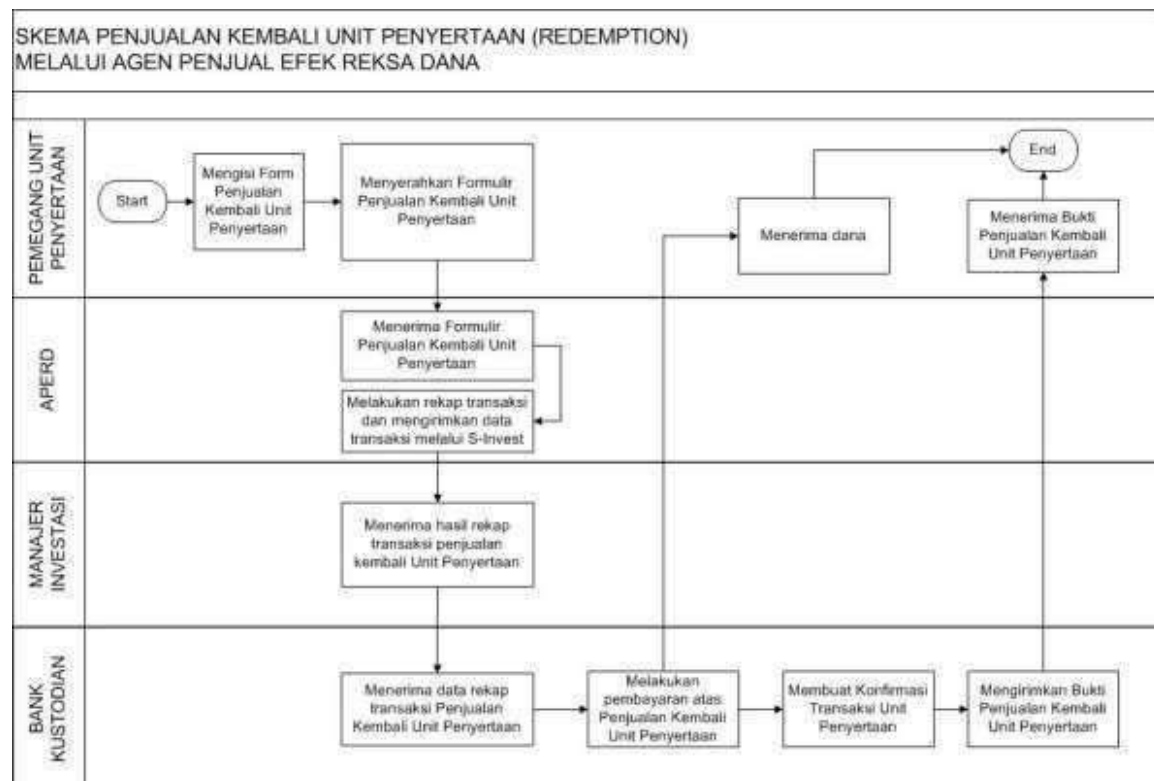 SKEMA PENJUALAN KEMBALI UNIT PENYERTAAN (REDEMPTION)
MELALUI AGEN PENJUAL EFEK REKSA DANA
PEMEGANG UNIT
PENYERTAAN
Start
Mengisi Form
Penjualan
Kembali Unit
Penyertaan
Menyerahkan Formulir
Penjualan Kembali Unit
Penyertaan
Menerima dana
End
Menerima Bukti
Penjualan Kembali
Unit Penyertaan
APERD
Menerima Formulir
Penjualan Kembali Unit
Penyertaan
Melakukan rekap transaksi
dan mengirimkan data
transaksi melalui S-Invest
MANAJER
INVESTASI
Menerima hasil rekap
transaksi penjualan
kembali Unit Penyertaan
BANK
KUSTODIAN
Menerima data rekap
transaksi Penjualan
Kembali Unit Penyertaan
Melakukan
pembayaran atas
Penjualan Kembali
Unit Penyertaan
Membuat Konfirmasi
Transaksi Unit
Penyertaan
Mengirimkan Bukti
Penjualan Kembali
Unit Penyertaan